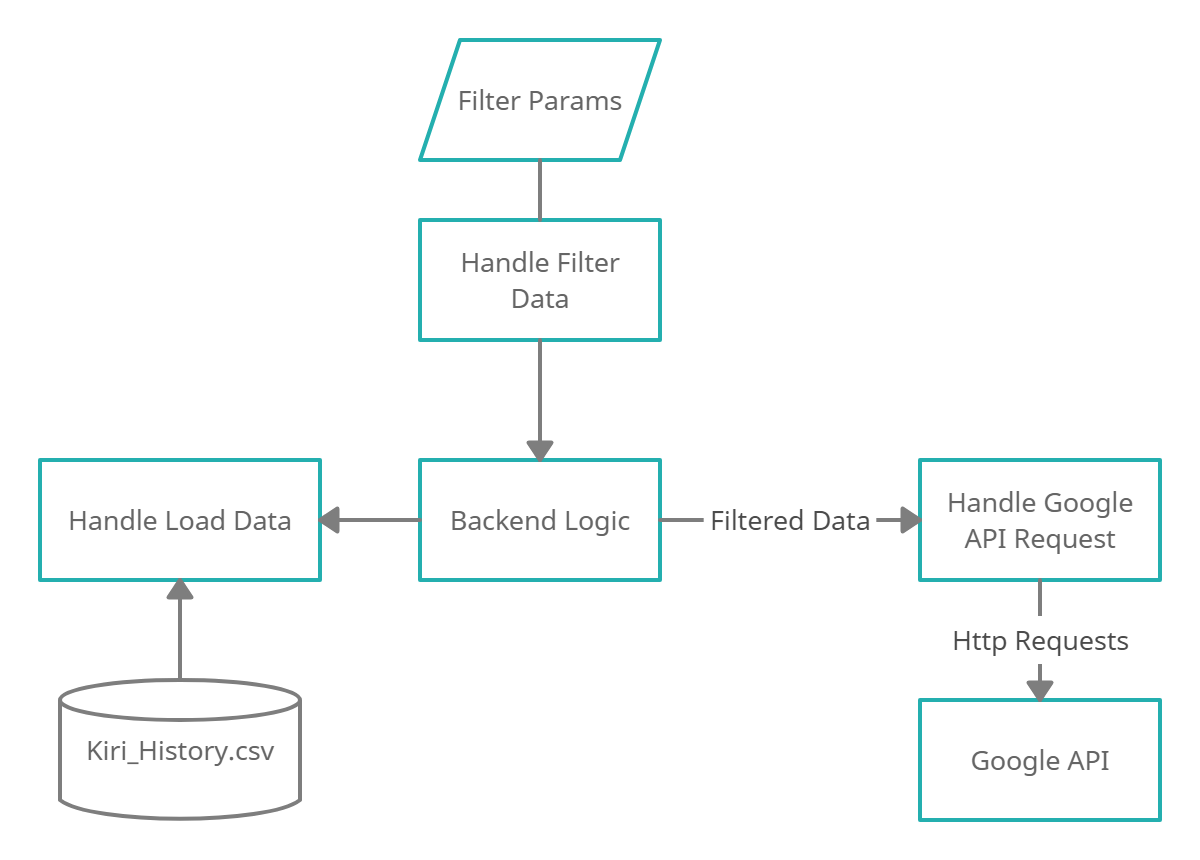 Filter Params
Handle Filter
Data
Handle Load Data
Backend Logic
Filtered Data
Handle Google
API Request
Http Requests
Kiri_History.csv
Google API